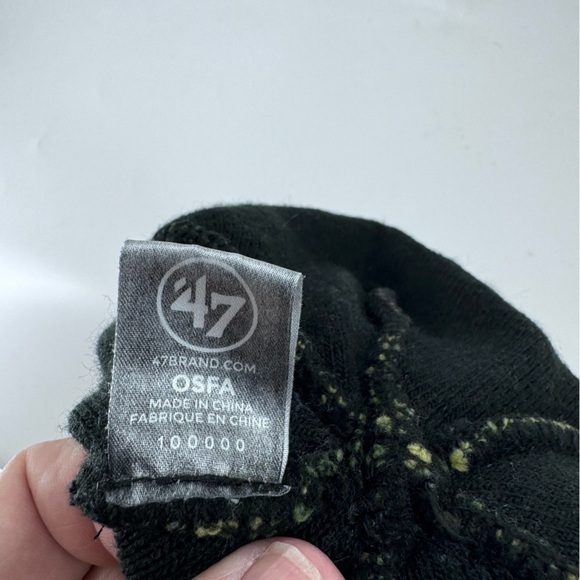 47
47BRAND.COM
OSFA
MADE IN CHINA
FABRIQUE EN CHINE
100000